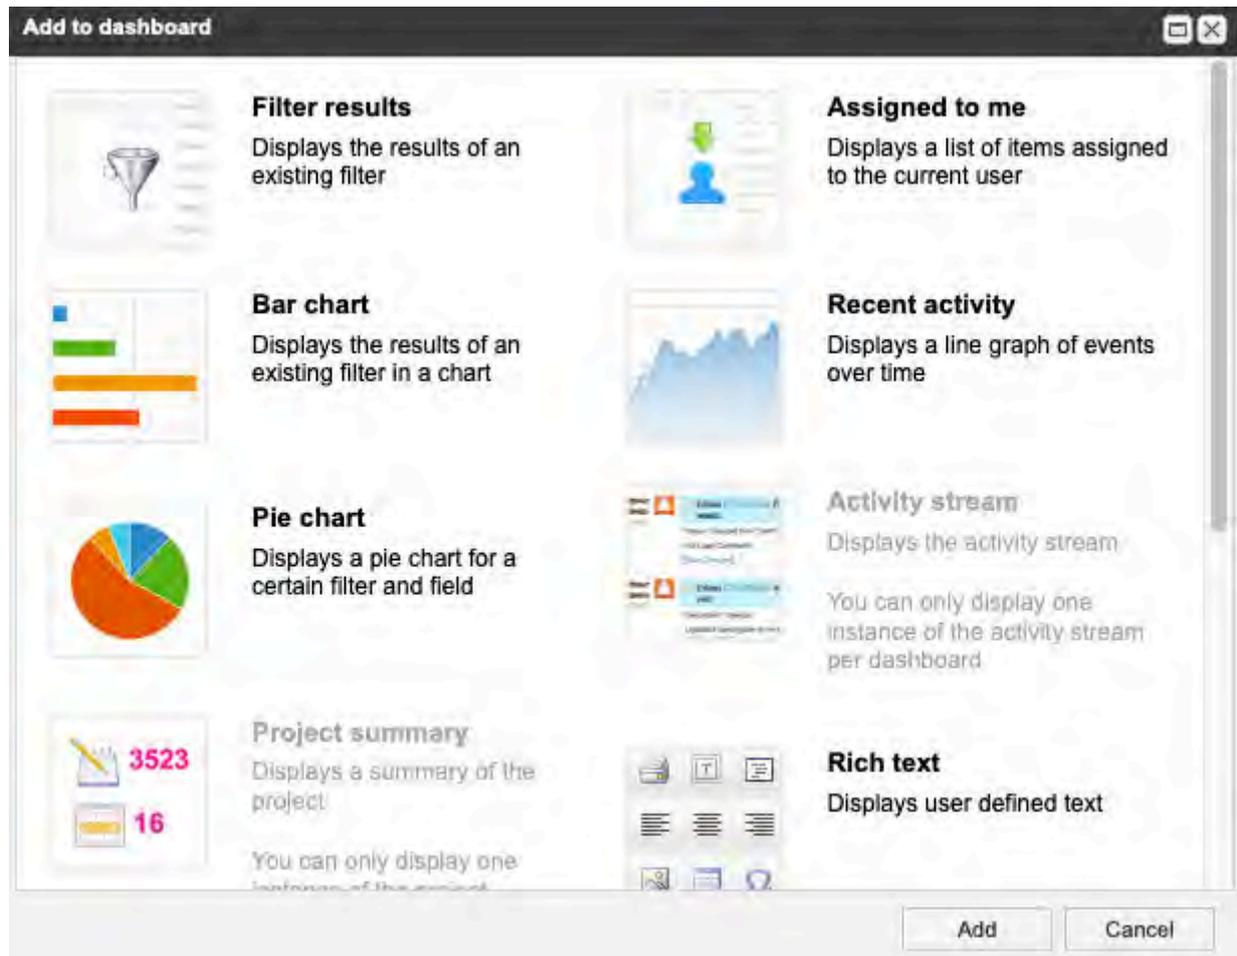 Add to dashboard
Filter results
Displays the results of an
existing filter
Assigned to me
Displays a list of items assigned
to the current user
Bar chart
Displays the results of an
existing filter in a chart
Recent activity
Displays a line graph of events
over time
Pie chart
Displays a pie chart for a
certain filter and field
Activity stream
Displays the activity stream
You can only display one
instance of the activity stream
per dashboard
3523
16
Project summary
Displays a summary of the
project
You can only display one
instance of the project
T
Rich text
Displays user defined text
Add
Cancel